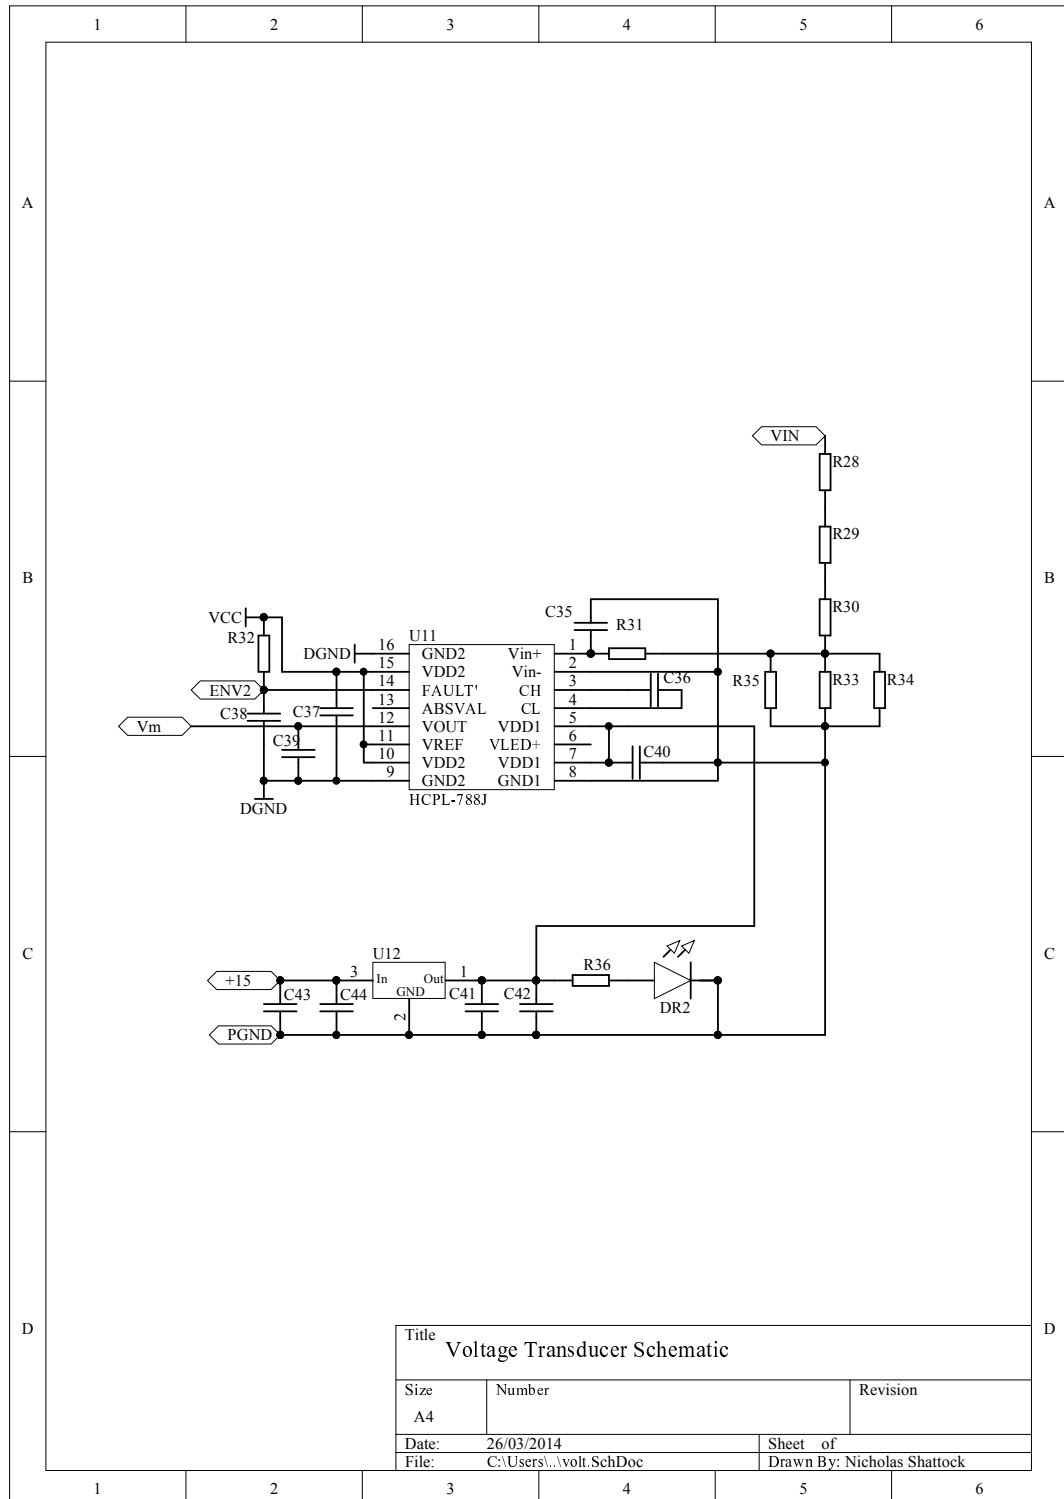 1 2 3 4 5 6
A A
VIN
R28
R29
B B
R30
C35
R31
VCC
R32
U11
DGND
16 GND2 Vin+ 1
15 VDD2 Vin- 2
14 FAULT' CH 3
13 ABSVAL CL 4
12 VOUT VDD1 5
11 VREF VLED+ 6
10 VDD2 VDD1 7
9 GND2 GND1 8
HCPL-788J
ENV2
Vm
C38
C37
C39
DGND
C36
C40
R35
R33
R34
C C
U12
+15
3 In Out 1
GND
2
C43
C44
C41
C42
R36
DR2
PGND
D D
Title Voltage Transducer Schematic
Size Number Revision
A4
Date: 26/03/2014 Sheet of
File: C:\Users\..\volt.SchDoc Drawn By: Nicholas Shattock
1 2 3 4 5 6